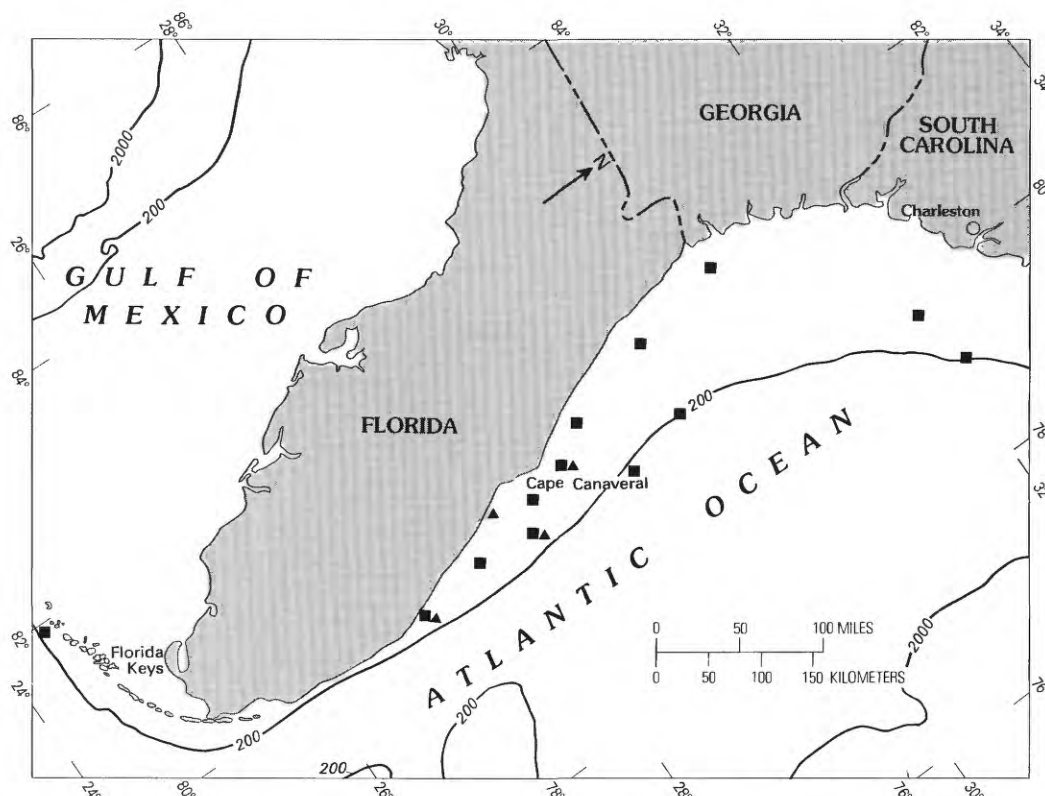 86°
28°
30°
84°
32°
82°
34°
GEORGIA
SOUTH
CAROLINA
2000
86°
N
80°
Charleston
200
26°
GULF OF
MEXICO
84°
200
FLORIDA
78°
Cape Canaveral
32°
ATLANTIC OCEAN
2000
0 50 100 MILES
0 50 100 150 KILOMETERS
82°
Florida
Keys
24°
76°
200
200
200
24°
80°
26°
78°
28°
76°
30°